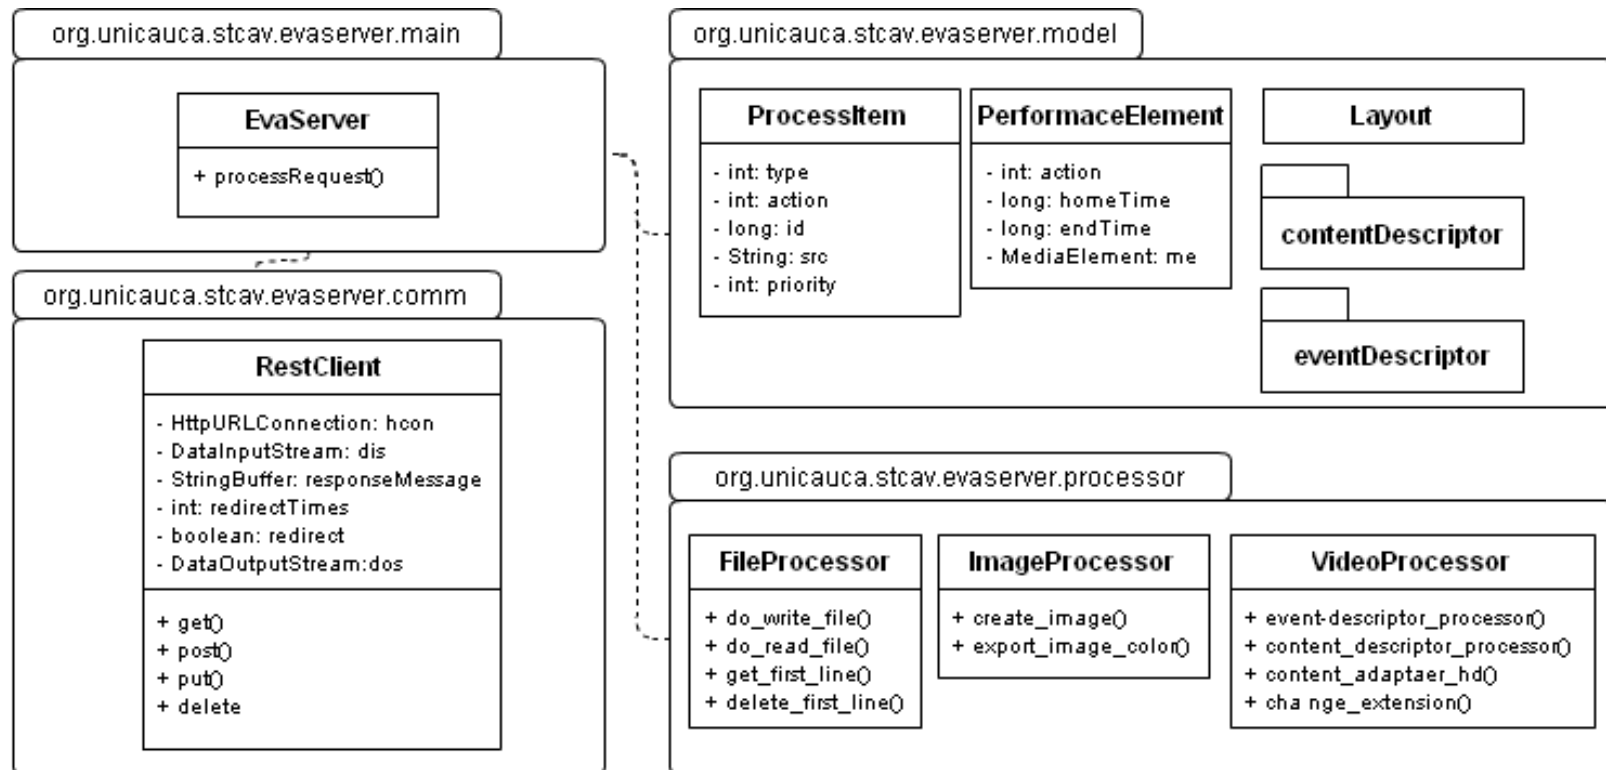 org.unicauca.stcav.evaserver.main
EvaServer
+ processRequest()
org.unicauca.stcav.evaserver.comm
RestClient
- HttpURLConnection: hcon
- DataInputStream: dis
- StringBuffer: responseMessage
- int: redirectTimes
- boolean: redirect
- DataOutputStream:dos
+ get()
+ post()
+ put()
+ delete
org.unicauca.stcav.evaserver.model
ProcessItem
- int: type
- int: action
- long: id
- String: src
- int: priority
PerformaceElement
- int: action
- long: homeTime
- long: endTime
- MediaElement: me
Layout
contentDescriptor
eventDescriptor
org.unicauca.stcav.evaserver.processor
FileProcessor
+ do_write_file()
+ do_read_file()
+ get_first_line()
+ delete_first_line()
ImageProcessor
+ create_image()
+ export_image_color()
VideoProcessor
+ event-descriptor_processor()
+ content_descriptor_processor()
+ content_adaptaer_hd()
+ cha nge_extension()